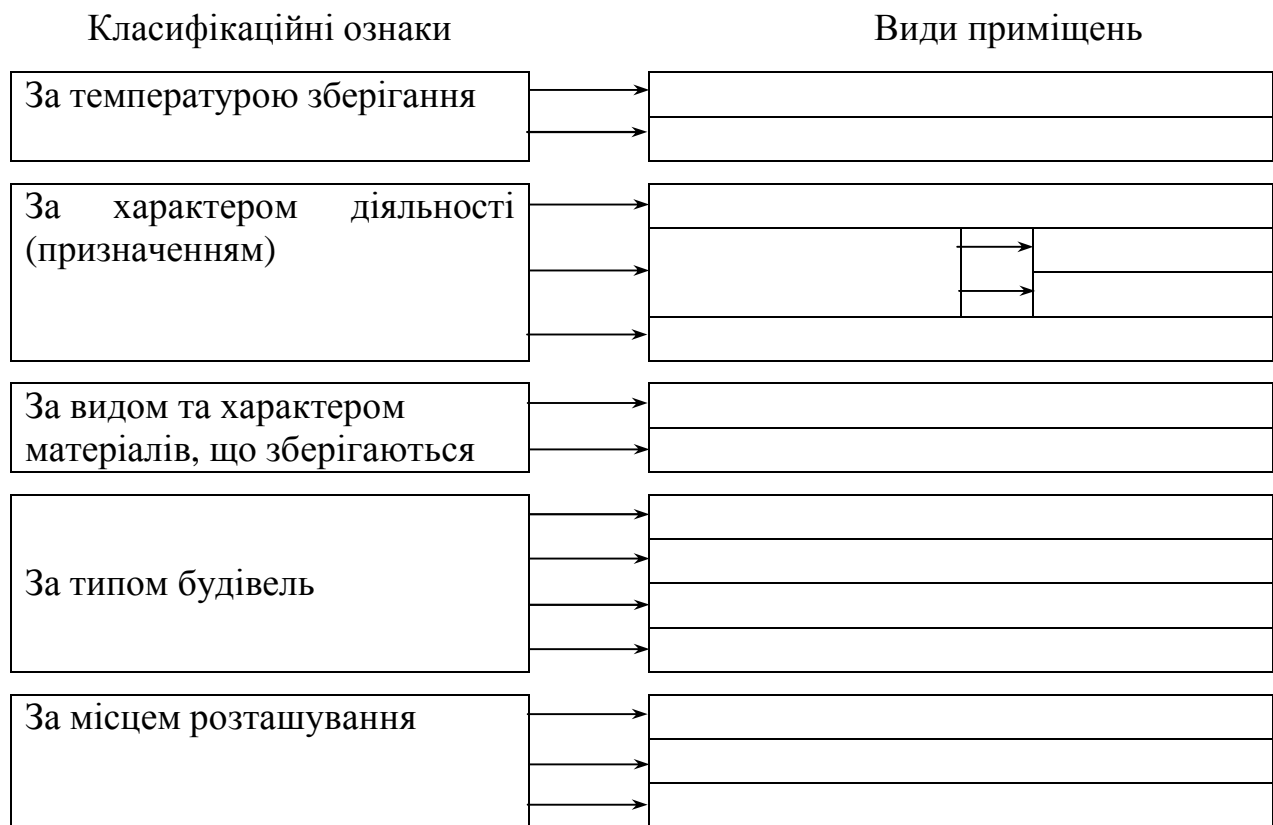 Класифікаційні ознаки
Види приміщень
За температурою зберігання
За характером діяльності
(призначенням)
За видом та характером
матеріалів, що зберігаються
За типом будівель
За місцем розташування